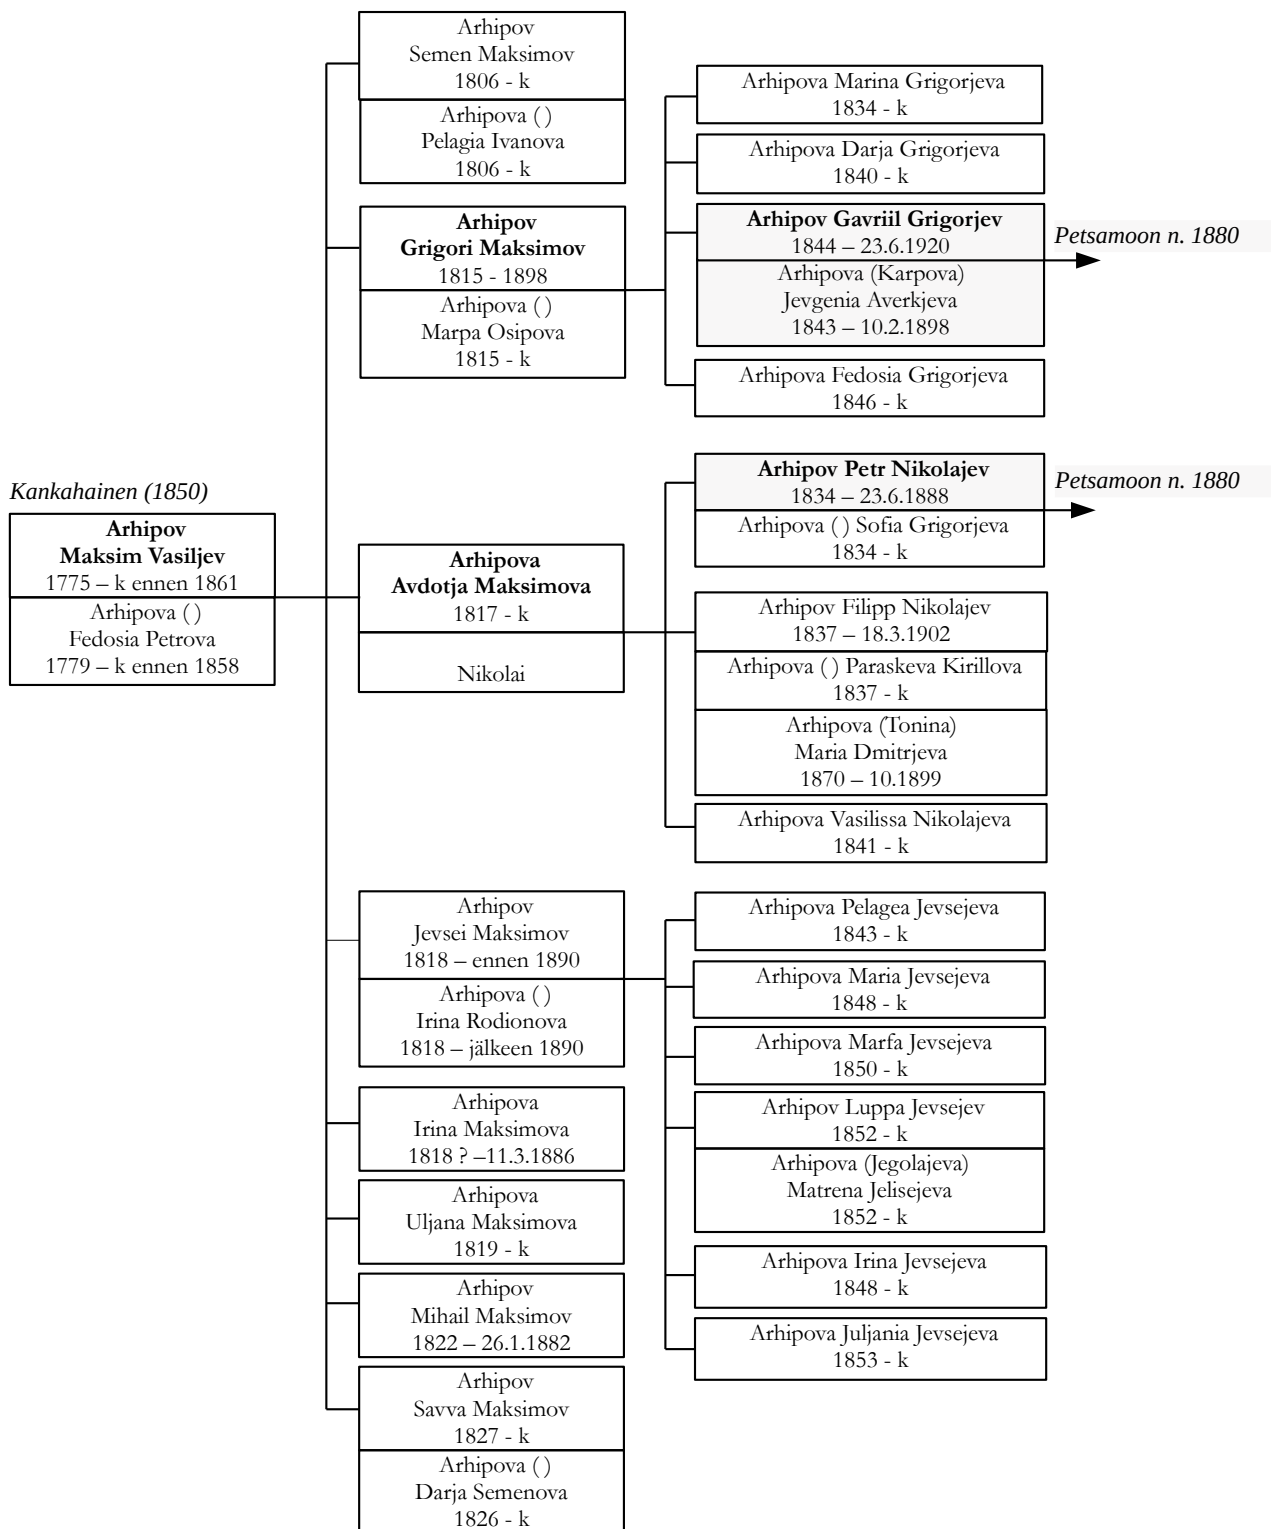 Kankahainen (1850)
Arhipov
Maksim Vasiljev
1775 – k ennen 1861
Arhipova ( )
Fedosia Petrova
1779 – k ennen 1858
Arhipov
Semen Maksimov
1806 - k
Arhipova ( )
Pelagia Ivanova
1806 - k
Arhipov
Grigori Maksimov
1815 - 1898
Arhipova ( )
Marpa Osipova
1815 - k
Arhipova
Avdotja Maksimova
1817 - k
Nikolai
Arhipov
Jevsei Maksimov
1818 – ennen 1890
Arhipova ( )
Irina Rodionova
1818 – jälkeen 1890
Arhipova
Irina Maksimova
1818 ? –11.3.1886
Arhipova
Uljana Maksimova
1819 - k
Arhipov
Mihail Maksimov
1822 – 26.1.1882
Arhipov
Savva Maksimov
1827 - k
Arhipova ( )
Darja Semenova
1826 - k
Arhipova Marina Grigorjeva
1834 - k
Arhipova Darja Grigorjeva
1840 - k
Arhipov Gavriil Grigorjev
1844 – 23.6.1920
Arhipova (Karpova)
Jevgenia Averkjeva
1843 – 10.2.1898
Petsamoon n. 1880
Arhipova Fedosia Grigorjeva
1846 - k
Arhipov Petr Nikolajev
1834 – 23.6.1888
Arhipova ( ) Sofia Grigorjeva
1834 - k
Petsamoon n. 1880
Arhipov Filipp Nikolajev
1837 – 18.3.1902
Arhipova ( ) Paraskeva Kirillova
1837 - k
Arhipova (Tonina)
Maria Dmitrjeva
1870 – 10.1899
Arhipova Vasilissa Nikolajeva
1841 - k
Arhipova Pelagea Jevsejeva
1843 - k
Arhipova Maria Jevsejeva
1848 - k
Arhipova Marfa Jevsejeva
1850 - k
Arhipov Luppa Jevsejev
1852 - k
Arhipova (Jegolajeva)
Matrena Jelisejeva
1852 - k
Arhipova Irina Jevsejeva
1848 - k
Arhipova Juljania Jevsejeva
1853 - k